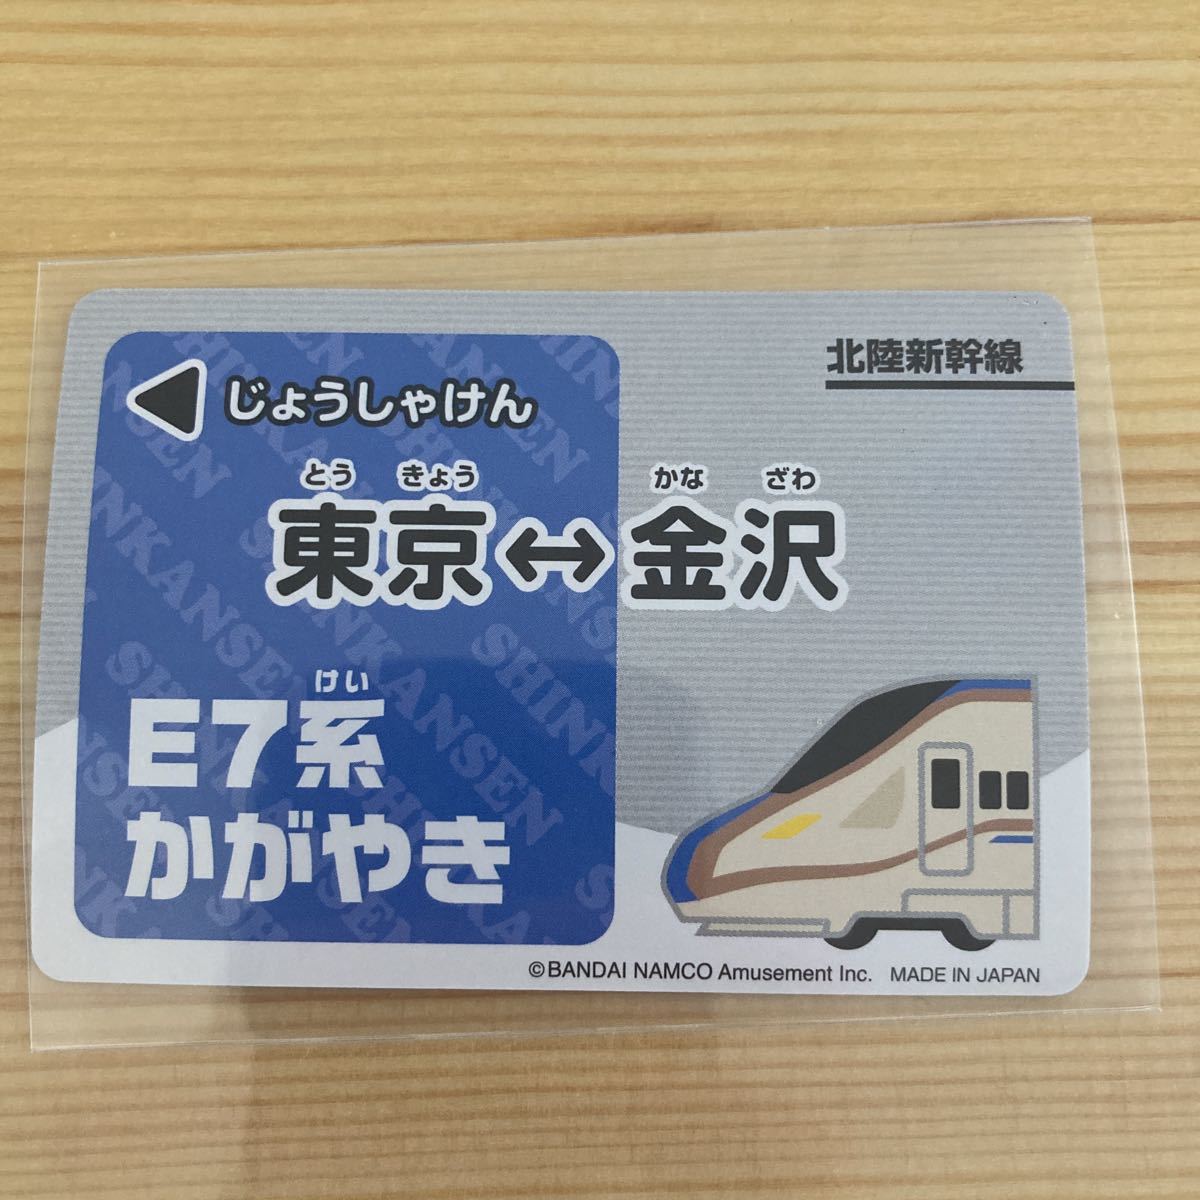 じょうしゃけん
北陸新幹線
とう きょう かな ざわ
東京↔金沢
けい
E7系
かがやき
SHINKANSEN
©BANDAI NAMCO Amusement Inc. MADE IN JAPAN